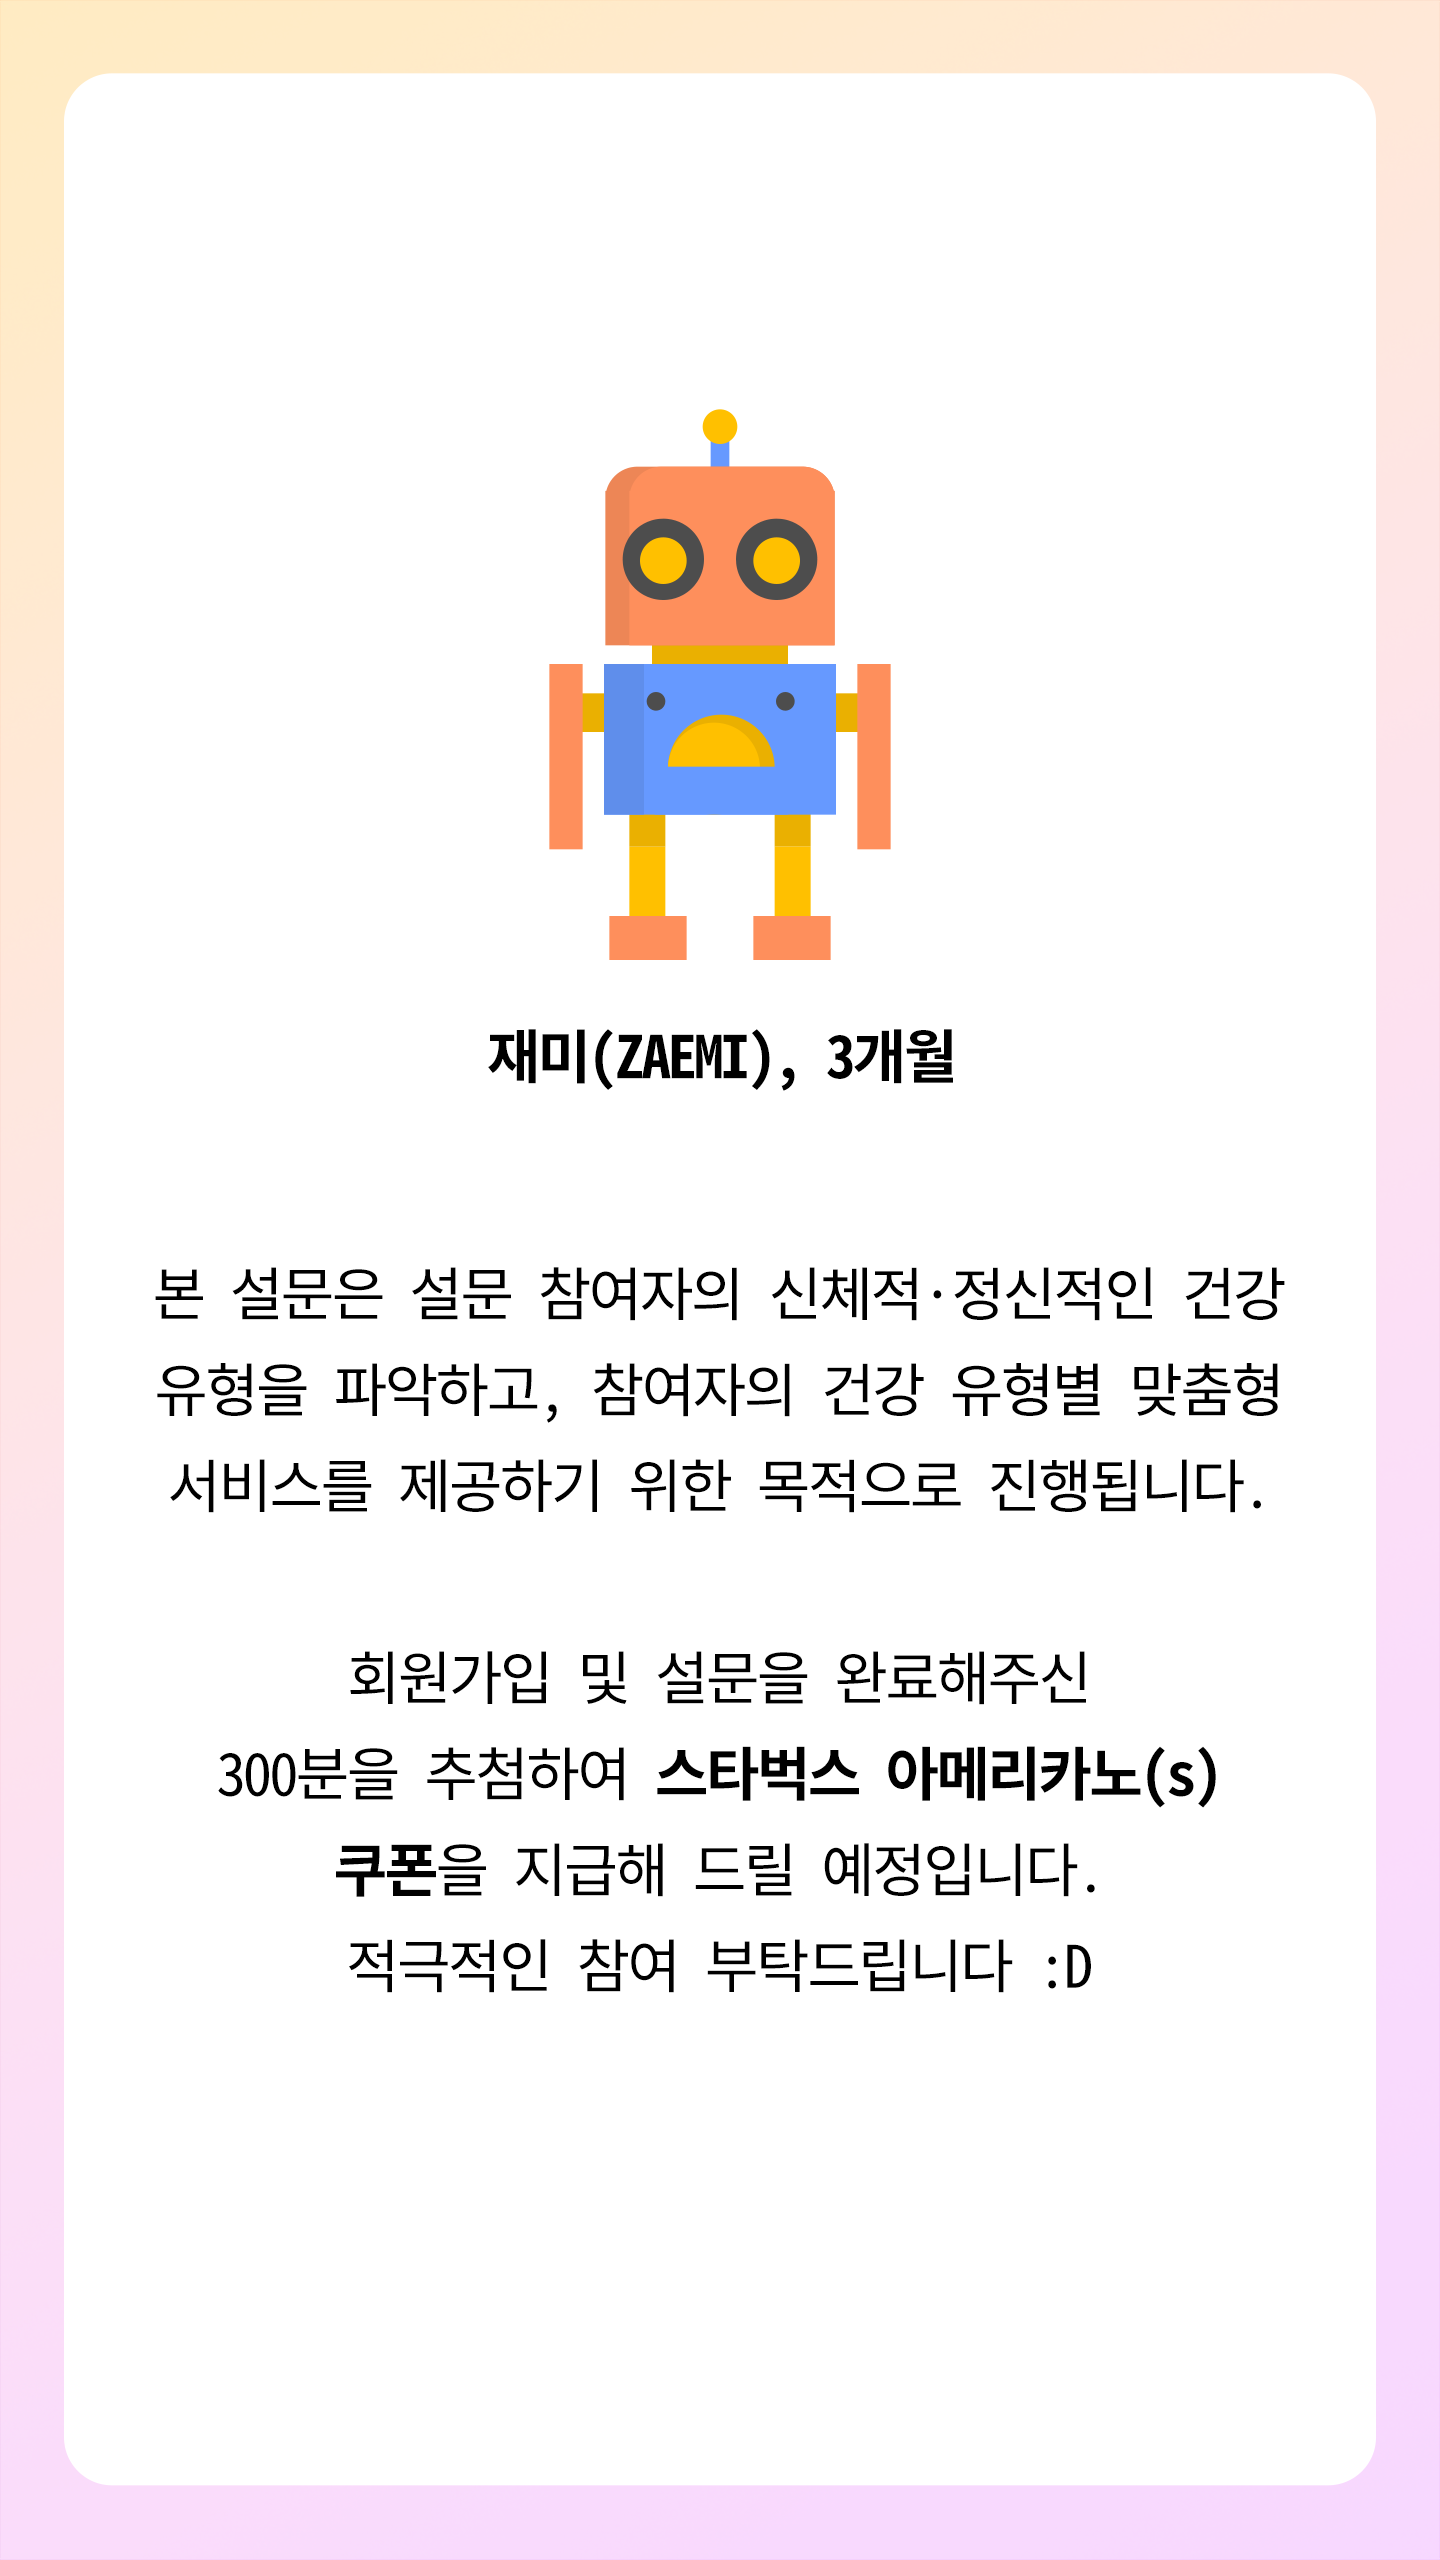 재미(ZAEMI), 3개월
본 설문은 설문 참여자의 신체적·정신적인 건강
유형을 파악하고, 참여자의 건강 유형별 맞춤형
서비스를 제공하기 위한 목적으로 진행됩니다.
회원가입 및 설문을 완료해주신
300분을 추첨하여 스타벅스 아메리카노(s)
쿠폰을 지급해 드릴 예정입니다.
적극적인 참여 부탁드립니다 :D